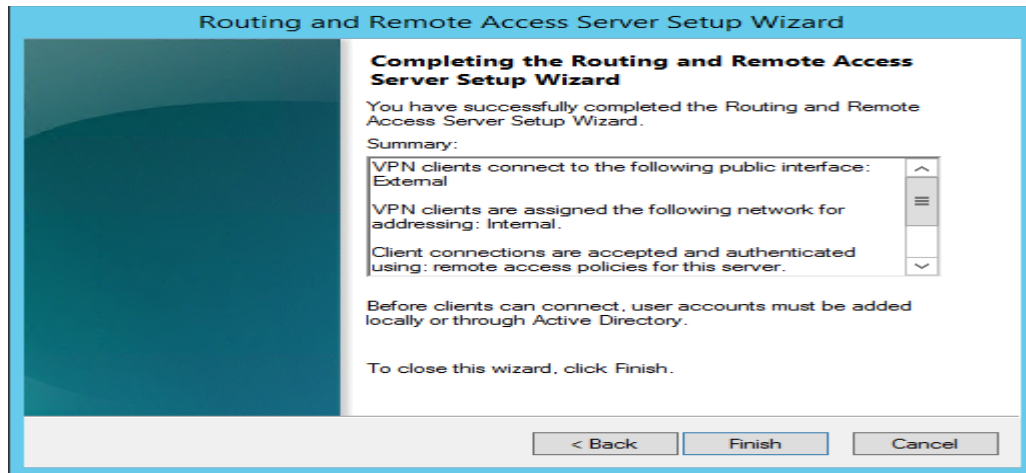 Routing and Remote Access Server Setup Wizard
Completing the Routing and Remote Access
Server Setup Wizard
You have successfully completed the Routing and Remote
Access Server Setup Wizard.
Summary:
VPN clients connect to the following public interface:
External
VPN clients are assigned the following network for
addressing: Internal.
Client connections are accepted and authenticated
using: remote access policies for this server.
Before clients can connect, user accounts must be added
locally or through Active Directory.
To close this wizard, click Finish.
< Back Finish Cancel